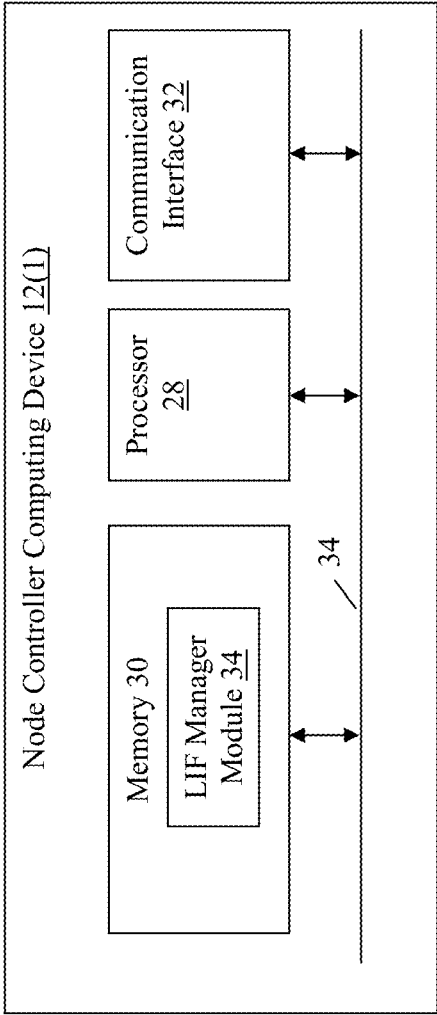 Node Controller Computing Device 12(1)
Memory 30
LIF Manager
Module 34
Processor
28
Communication
Interface 32
34